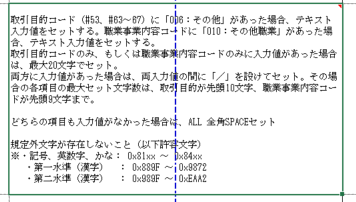 取引目的コード（#53、#63～67）に「006：その他」があった場合、テキスト
入力値をセットする。職業事業内容コードに「010：その他職業」があった場
合、テキスト入力値をセットする。
取引目的コードのみ、もしくは職業事業内容コードのみに入力値があった場合
は、最大20文字でセット。
両方に入力値があった場合は、両入力値の間に「／」を設けてセット。その場
合の各項目の最大セット文字数は、取引目的が先頭10文字、職業事業内容コー
ドが先頭9文字まで。
どちらの項目も入力値がなかった場合は、ALL 全角SPACEセット
規定外文字が存在しないこと（以下許容文字）
※・記号、英数字、かな： 0x81xx ～ 0x84xx
・第一水準（漢字）　： 0x889F ～ 0x9872
・第二水準（漢字）　： 0x989F ～ 0xEAA2